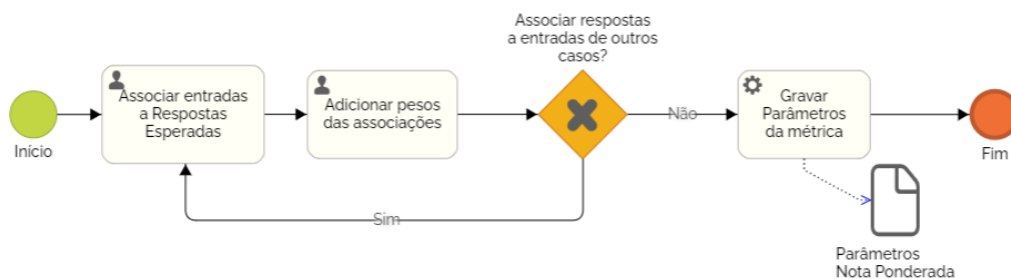 Início
Associar entradas
a Respostas
Esperadas
Adicionar pesos
das associações
Associar respostas
a entradas de outros
casos?
Sim
Não
Gravar
Parâmetros
da métrica
Parâmetros
Nota Ponderada
Fim